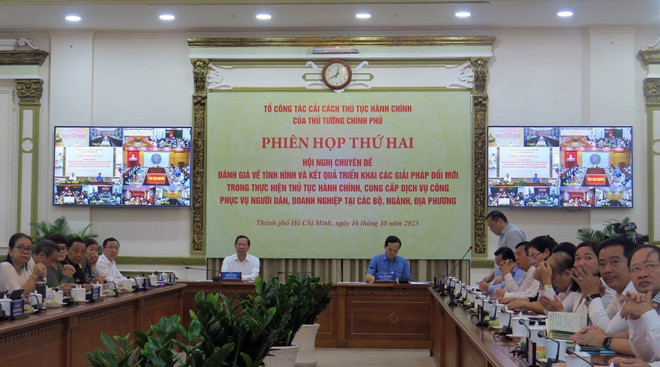 TỔ CÔNG TÁC CẢI CÁCH THỦ TỤC HÀNH CHÍNH
CỦA THỦ TƯỚNG CHÍNH PHỦ
PHIÊN HỌP THỨ HAI
HỘI NGHỊ CHUYÊN ĐỀ
ĐÁNH GIÁ VỀ TÌNH HÌNH VÀ KẾT QUẢ TRIỂN KHAI CÁC GIẢI PHÁP ĐỔI MỚI
TRONG THỰC HIỆN THỦ TỤC HÀNH CHÍNH, CUNG CẤP DỊCH VỤ CÔNG
PHỤC VỤ NGƯỜI DÂN, DOANH NGHIỆP TẠI CÁC BỘ, NGÀNH, ĐỊA PHƯƠNG
Thành phố Hồ Chí Minh, ngày 16 tháng 10 năm 2023